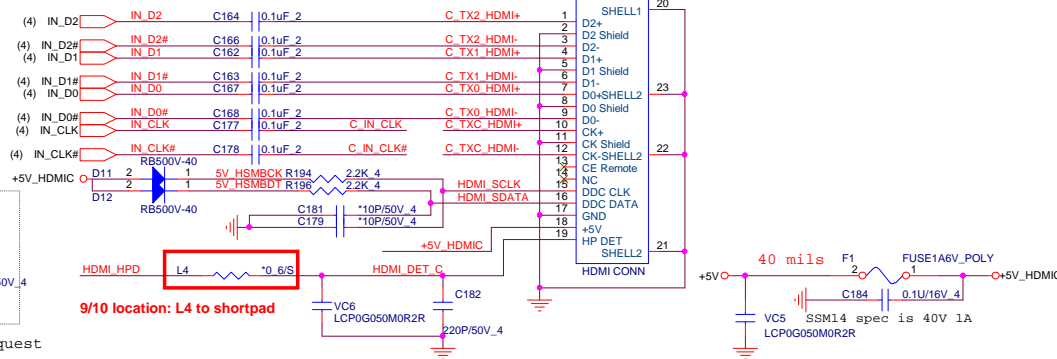 SHELL1 20
(4) IN_D2 IN_D2 C164 0.1uF_2 C_TX2_HDMI+ 1 D2+
2 D2 Shield
(4) IN_D2# IN_D2# C166 0.1uF_2 C_TX2_HDMI- 3 D2-
(4) IN_D1 IN_D1 C162 0.1uF_2 C_TX1_HDMI+ 4 D1+
5 D1 Shield
(4) IN_D1# IN_D1# C163 0.1uF_2 C_TX1_HDMI- 6 D1-
(4) IN_D0 IN_D0 C167 0.1uF_2 C_TX0_HDMI+ 7 D0+SHELL2 23
8 D0 Shield
(4) IN_D0# IN_D0# C168 0.1uF_2 C_TX0_HDMI- 9 D0-
(4) IN_CLK IN_CLK C177 0.1uF_2 C_IN_CLK C_TXC_HDMI+ 10 CK+
11 CK Shield
(4) IN_CLK# IN_CLK# C178 0.1uF_2 C_IN_CLK# C_TXC_HDMI- 12 CK-SHELL2 22
RB500V-40
13 CE Remote
+5V_HDMIC D11 2 1 5V_HSMBCK R194 2.2K_4 14 NC
D12 2 1 5V_HSMBDT R196 2.2K_4 HDMI_SCLK 15 DDC CLK
RB500V-40 HDMI_SDATA 16 DDC DATA
C181 *10P/50V_4 17 GND
C179 *10P/50V_4 18 +5V
+5V_HDMIC 19 HP DET
SHELL2 21
HDMI CONN
HDMI_HPD L4 *0_6/S HDMI_DET_C
9/10 location: L4 to shortpad
VC6
LCP0G050M0R2R
C182
220P/50V_4
+5V 40 mils F1 FUSE1A6V_POLY
2 1 +5V_HDMIC
C184 0.1U/16V_4
SSM14 spec is 40V 1A
VC5
LCP0G050M0R2R
0V_4
quest